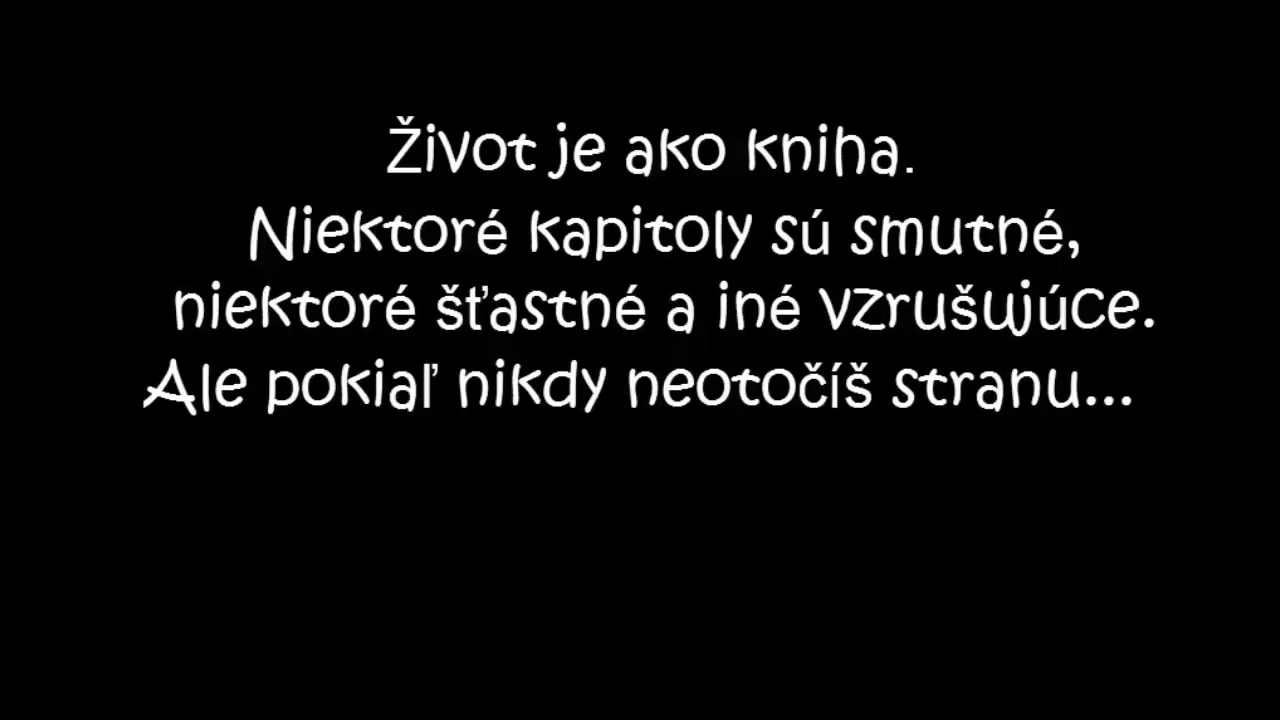 Život je ako kniha.
Niektoré kapitoly sú smutné,
niektoré šťastné a iné vzrušujúce.
Ale pokiaľ nikdy neotočíš stranu...